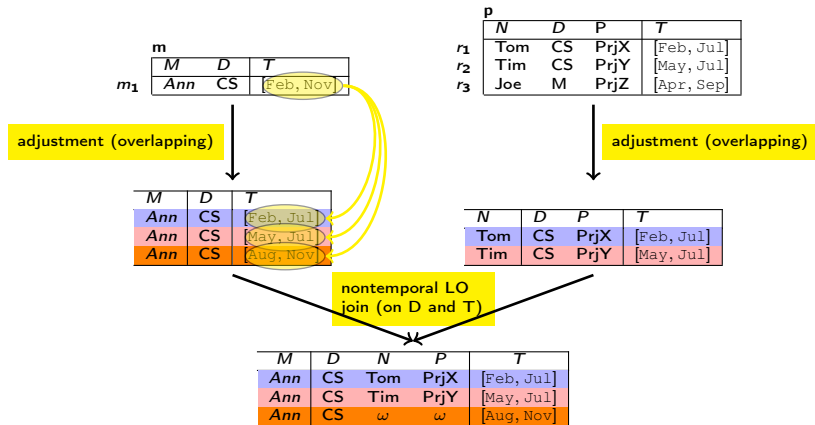 m
M D T
m1 Ann CS [Feb, Nov]
p
N D P T
r1 Tom CS PrjX [Feb, Jul]
r2 Tim CS PrjY [May, Jul]
r3 Joe M PrjZ [Apr, Sep]
adjustment (overlapping)
adjustment (overlapping)
M D T
Ann CS [Feb, Jul]
Ann CS [May, Jul]
Ann CS [Aug, Nov]
N D P T
Tom CS PrjX [Feb, Jul]
Tim CS PrjY [May, Jul]
nontemporal LO
join (on D and T)
M D N P T
Ann CS Tom PrjX [Feb, Jul]
Ann CS Tim PrjY [May, Jul]
Ann CS ω ω [Aug, Nov]